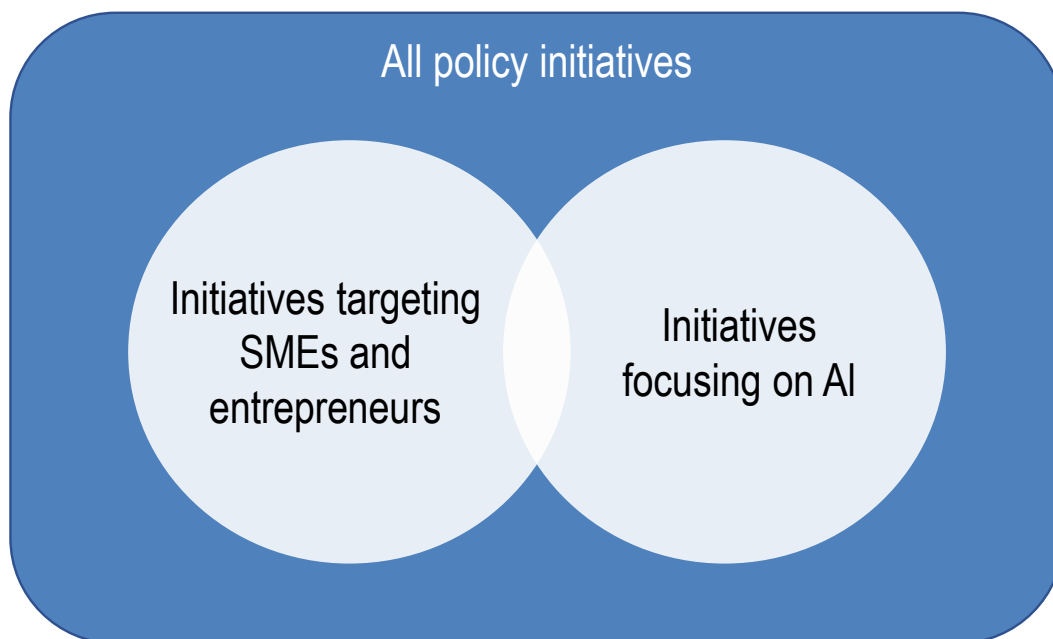 All policy initiatives
Initiatives targeting
SMEs and
entrepreneurs
Initiatives
focusing on AI